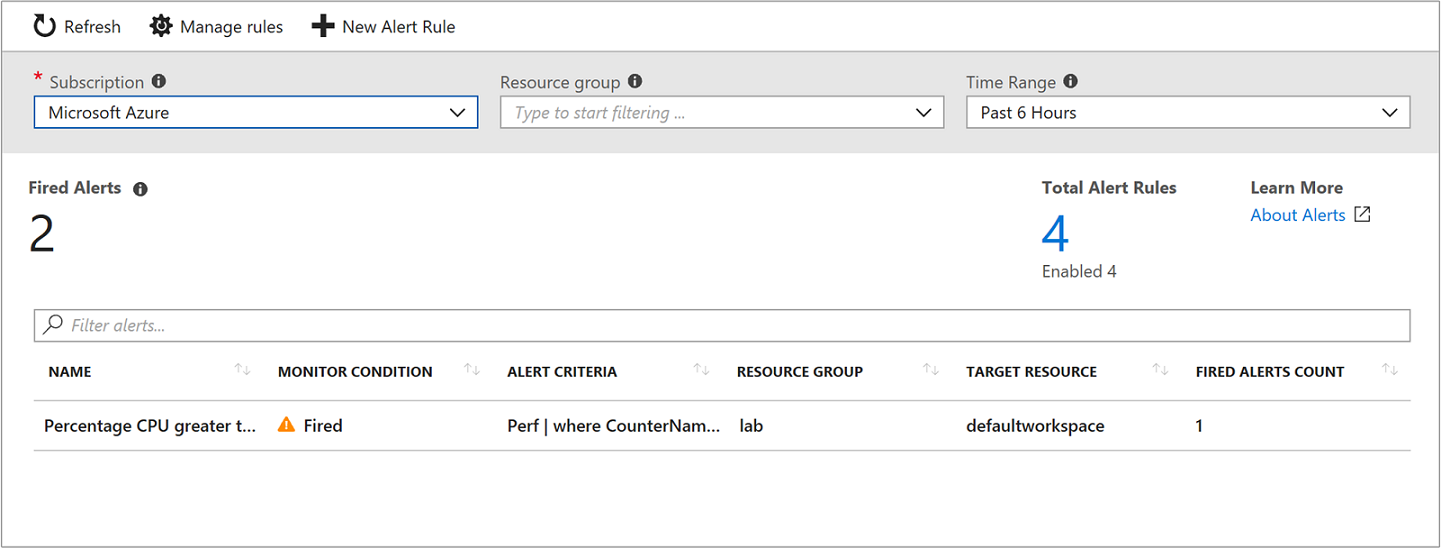 Refresh Manage rules New Alert Rule
* Subscription Resource group Time Range
Microsoft Azure Type to start filtering ... Past 6 Hours
Fired Alerts Total Alert Rules Learn More
2 4 About Alerts
Enabled 4
Filter alerts...
NAME MONITOR CONDITION ALERT CRITERIA RESOURCE GROUP TARGET RESOURCE FIRED ALERTS COUNT
Percentage CPU greater t... Fired Perf | where CounterNam... lab defaultworkspace 1